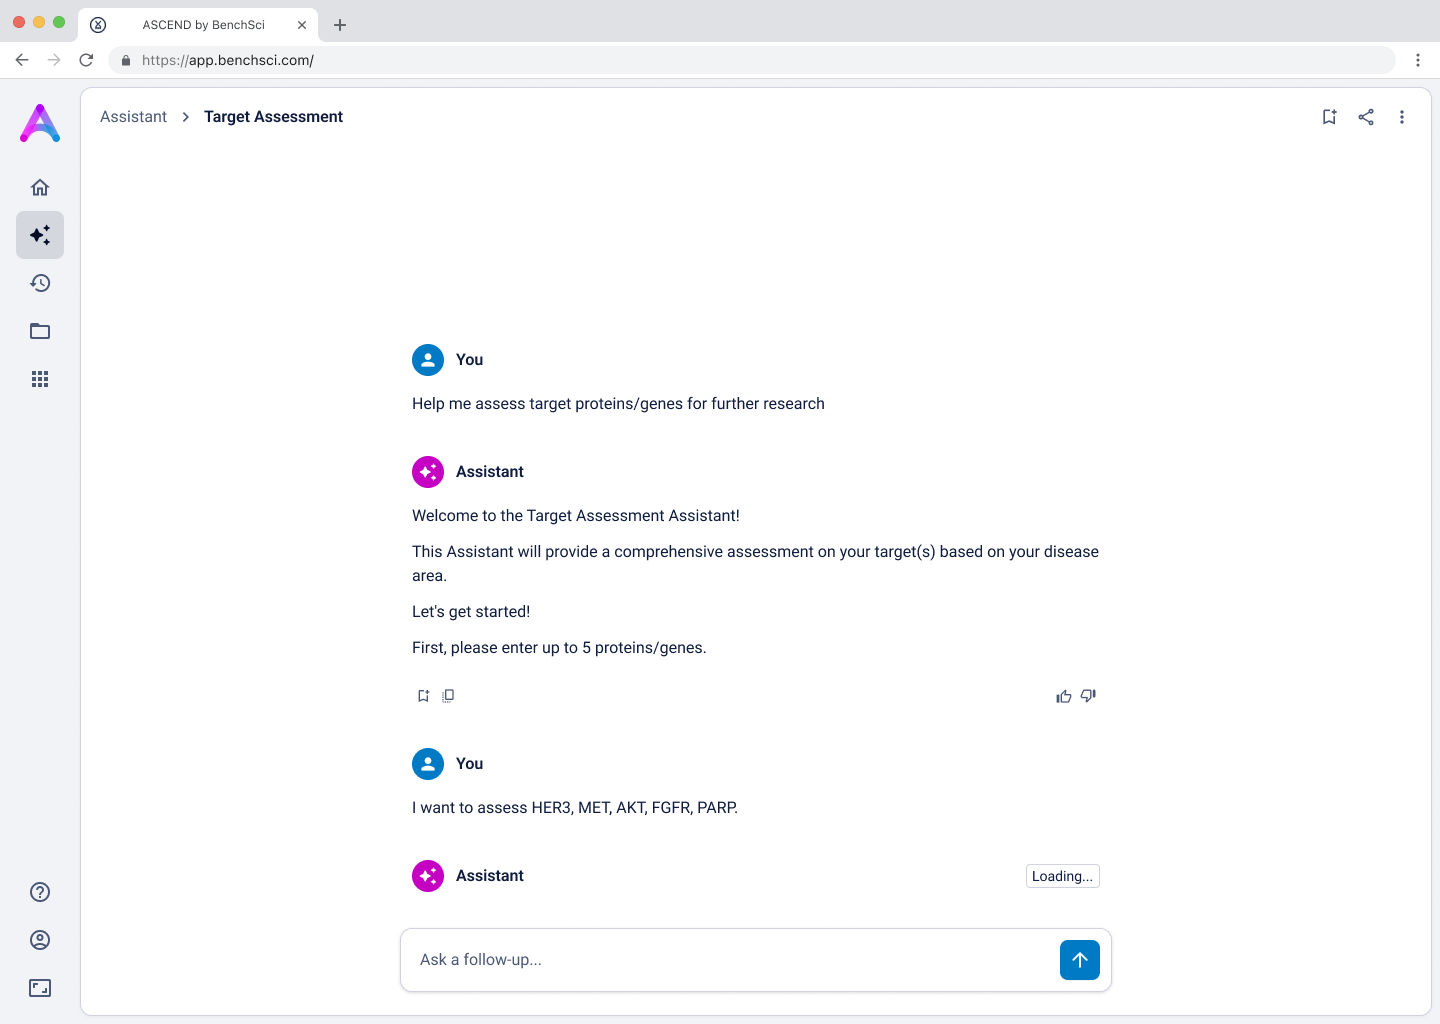 ASCEND by BenchSci
https://app.benchsci.com/
Assistant > Target Assessment
You
Help me assess target proteins/genes for further research
Assistant
Welcome to the Target Assessment Assistant!
This Assistant will provide a comprehensive assessment on your target(s) based on your disease
area.
Let's get started!
First, please enter up to 5 proteins/genes.
You
I want to assess HER3, MET, AKT, FGFR, PARP.
Assistant
Loading...
Ask a follow-up...